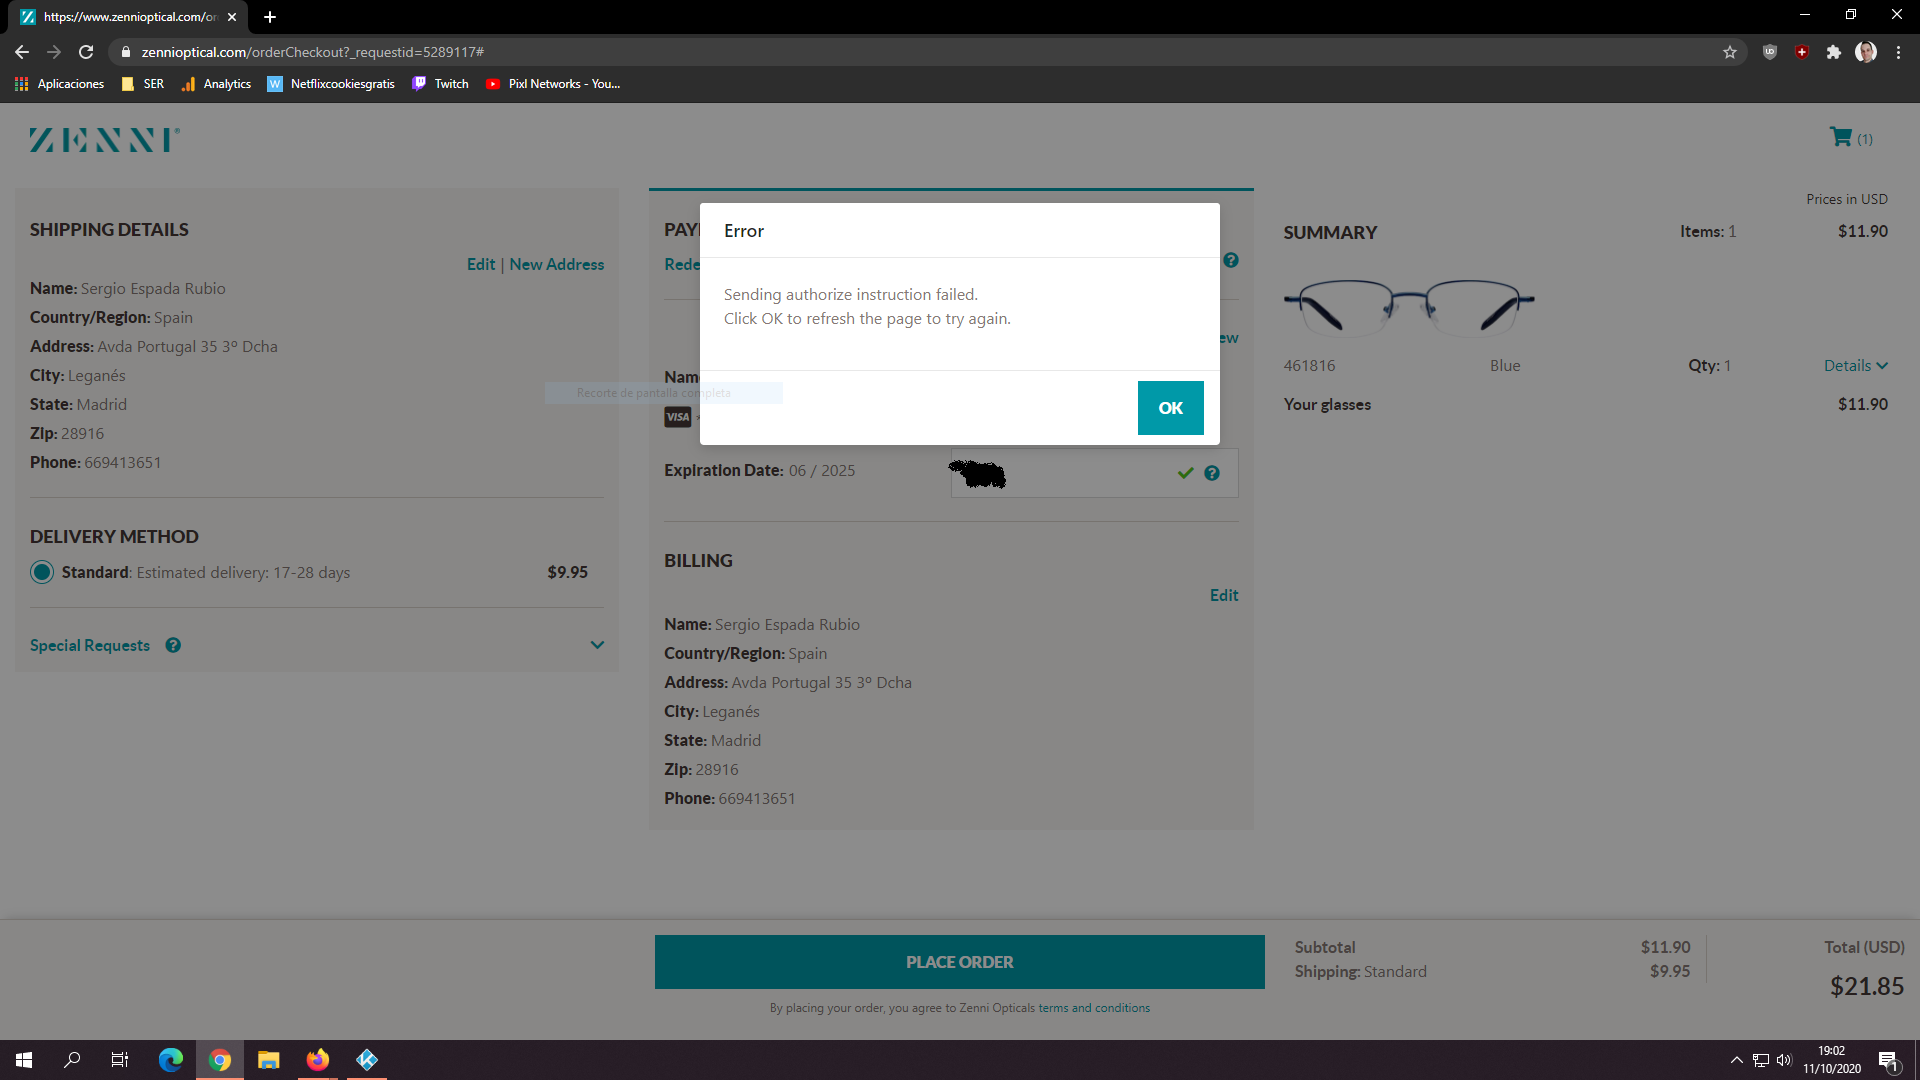 https://www.zennioptical.com/or
zennioptical.com/orderCheckout?_requestid=5289117#
Aplicaciones
SER
Analytics
Netflixcookiesgratis
Twitch
Pixl Networks - You...
ZENNI®
(1)
SHIPPING DETAILS
Edit | New Address
Name: Sergio Espada Rubio
Country/Region: Spain
Address: Avda Portugal 35 3º Dcha
City: Leganés
State: Madrid
Zip: 28916
Phone: 669413651
DELIVERY METHOD
Standard: Estimated delivery: 17-28 days
$9.95
Special Requests
Error
Sending authorize instruction failed.
Click OK to refresh the page to try again.
OK
Recorte de pantalla completa
VISA
Expiration Date: 06 / 2025
BILLING
Edit
Name: Sergio Espada Rubio
Country/Region: Spain
Address: Avda Portugal 35 3º Dcha
City: Leganés
State: Madrid
Zip: 28916
Phone: 669413651
Prices in USD
SUMMARY
Items: 1
$11.90
461816
Blue
Qty: 1
Details
Your glasses
$11.90
PLACE ORDER
By placing your order, you agree to Zenni Opticals terms and conditions
Subtotal
$11.90
Shipping: Standard
$9.95
Total (USD)
$21.85
19:02
11/10/2020
1